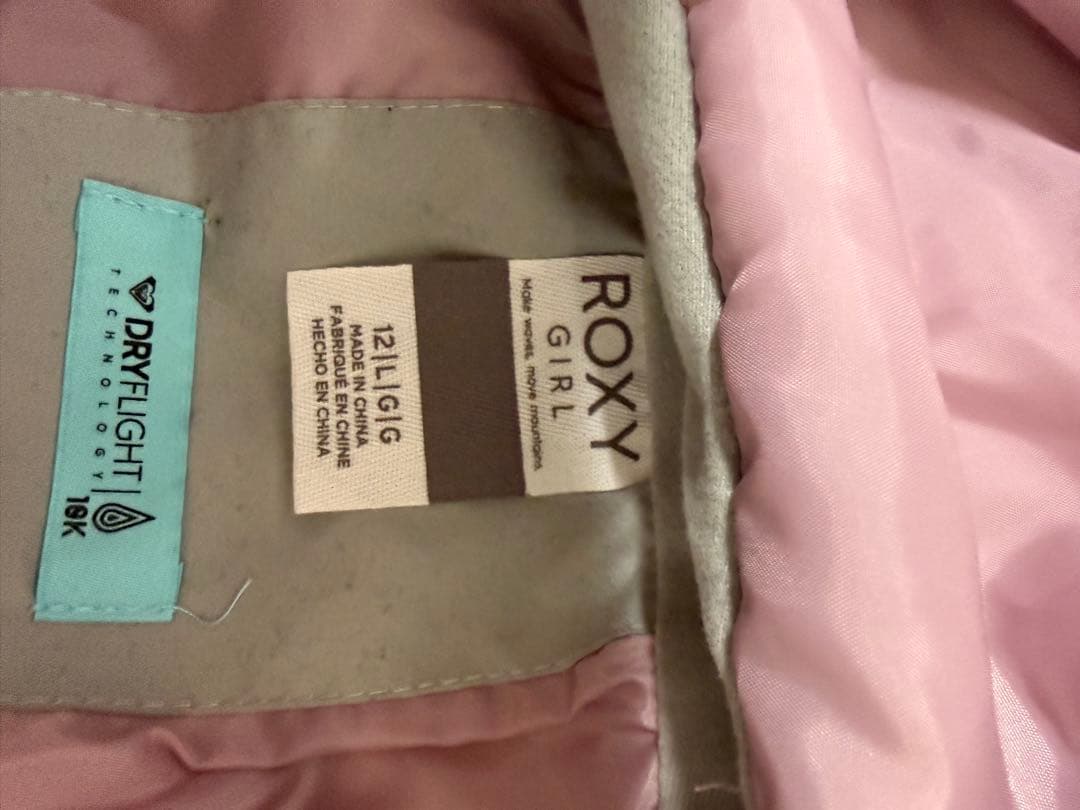 ROXY
GIRL
Make waves, move mountains
12|L|G|G
MADE IN CHINA
FABRIQUÉ EN CHINE
HECHO EN CHINA
DRYFLIGHT
TECHNOLOGY
10K